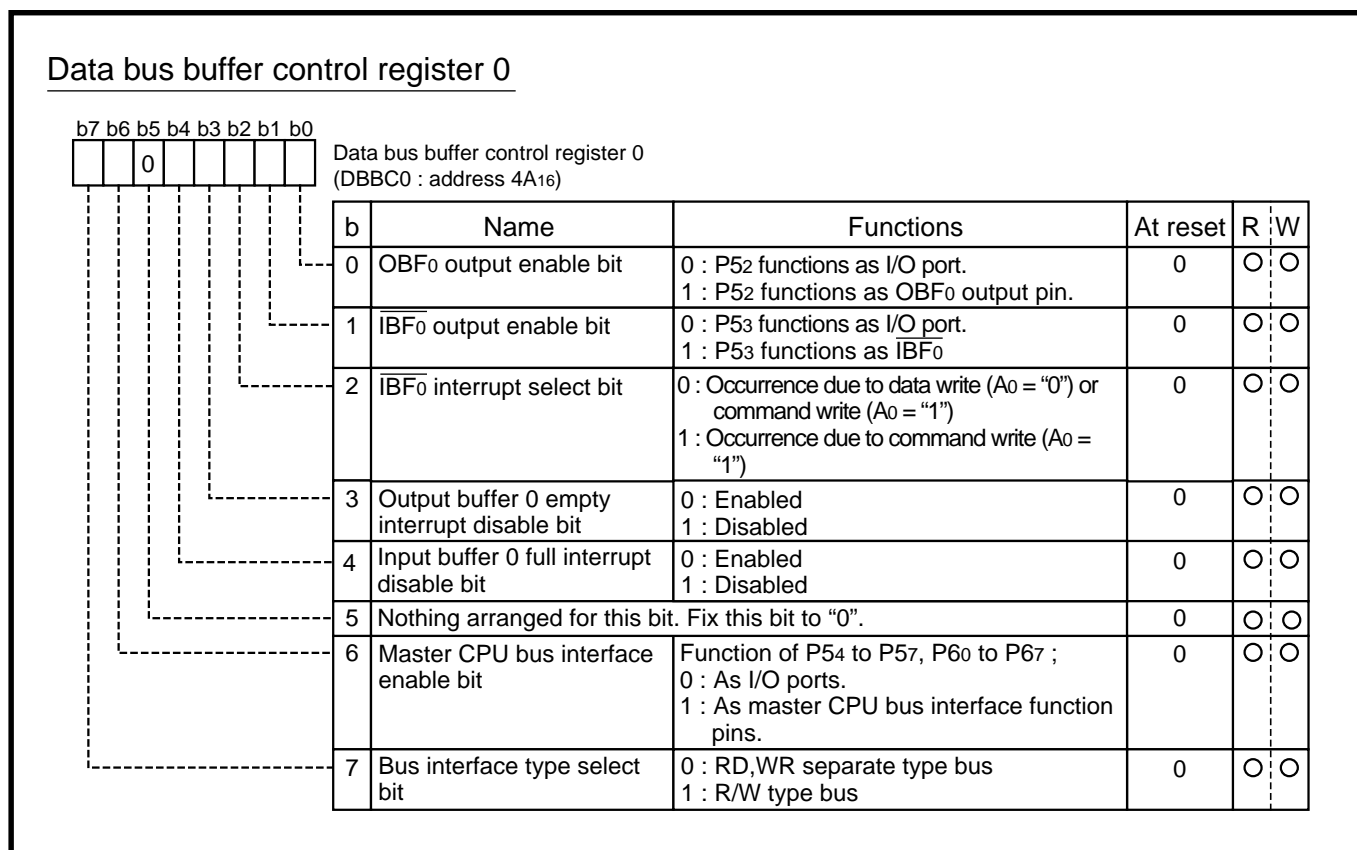 Data bus buffer control register 0
b7 b6 b5 b4 b3 b2 b1 b0
0
Data bus buffer control register 0
(DBBC0 : address 4A16)
b Name Functions At reset R W
0 OBF0 output enable bit 0 : P52 functions as I/O port. 0 ○ ○
1 : P52 functions as OBF0 output pin.
1 I̅B̅F̅0 output enable bit 0 : P53 functions as I/O port. 0 ○ ○
1 : P53 functions as I̅B̅F̅0
2 I̅B̅F̅0 interrupt select bit 0 : Occurrence due to data write (A0 = “0”) or 0 ○ ○
command write (A0 = “1”)
1 : Occurrence due to command write (A0 =
“1”)
3 Output buffer 0 empty 0 : Enabled 0 ○ ○
interrupt disable bit 1 : Disabled
4 Input buffer 0 full interrupt 0 : Enabled 0 ○ ○
disable bit 1 : Disabled
5 Nothing arranged for this bit. Fix this bit to “0”. 0 ○ ○
6 Master CPU bus interface Function of P54 to P57, P60 to P67 ; 0 ○ ○
enable bit 0 : As I/O ports.
1 : As master CPU bus interface function
pins.
7 Bus interface type select 0 : RD,WR separate type bus 0 ○ ○
bit 1 : R/W type bus